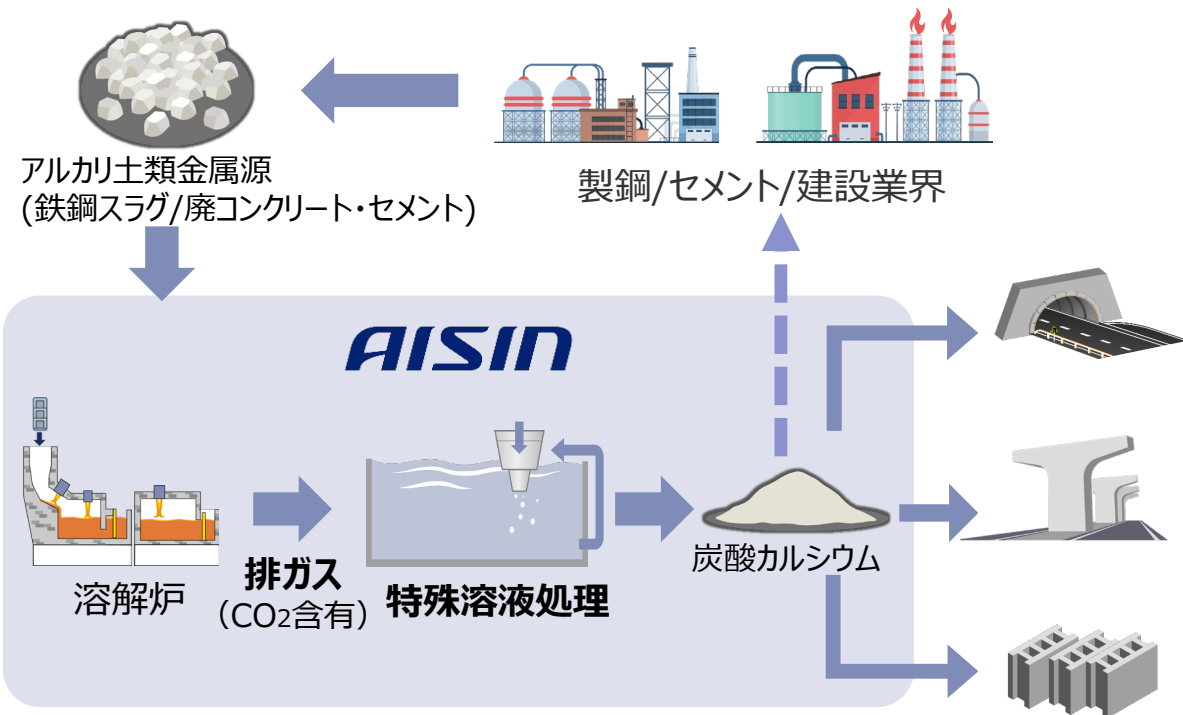 製鋼/セメント/建設業界
アルカリ土類金属源
(鉄鋼スラグ/廃コンクリート・セメント)
AISIN
溶解炉
排ガス
（CO2含有）
特殊溶液処理
炭酸カルシウム